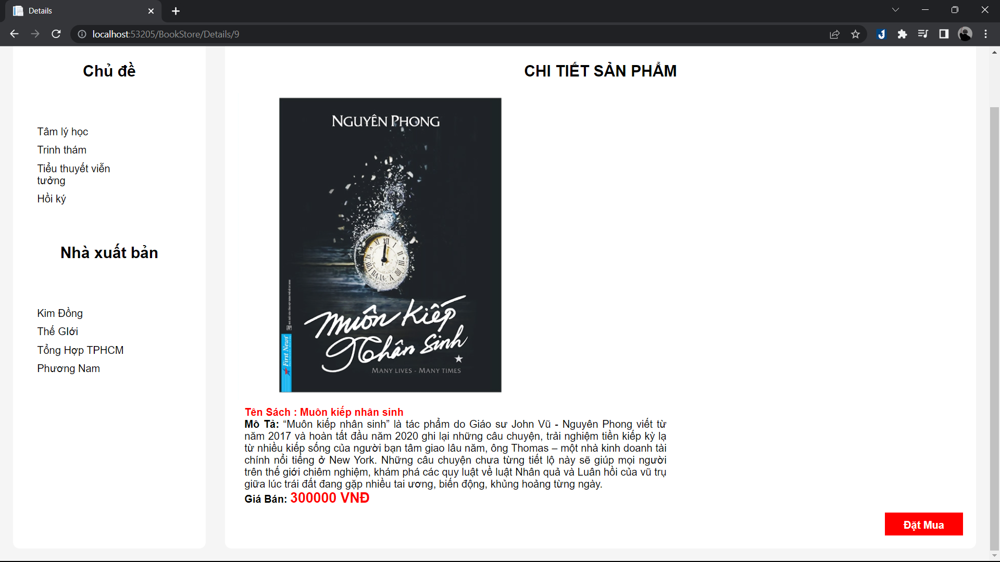 Details
localhost:53205/BookStore/Details/9
Chủ đề
Tâm lý học
Trinh thám
Tiểu thuyết viễn
tưởng
Hồi ký
Nhà xuất bản
Kim Đồng
Thế GIới
Tổng Hợp TPHCM
Phương Nam
CHI TIẾT SẢN PHẨM
NGUYÊN PHONG
Muôn Kiếp
Nhân Sinh
MANY LIVES - MANY TIMES
First News
Tên Sách : Muôn kiếp nhân sinh
Mô Tả: “Muôn kiếp nhân sinh” là tác phẩm do Giáo sư John Vũ - Nguyên Phong viết từ
năm 2017 và hoàn tất đầu năm 2020 ghi lại những câu chuyện, trải nghiệm tiền kiếp kỳ lạ
từ nhiều kiếp sống của người bạn tâm giao lâu năm, ông Thomas – một nhà kinh doanh tài
chính nổi tiếng ở New York. Những câu chuyện chưa từng tiết lộ này sẽ giúp mọi người
trên thế giới chiêm nghiệm, khám phá các quy luật về luật Nhân quả và Luân hồi của vũ trụ
giữa lúc trái đất đang gặp nhiều tai ương, biến động, khủng hoảng từng ngày.
Giá Bán: 300000 VNĐ
Đặt Mua